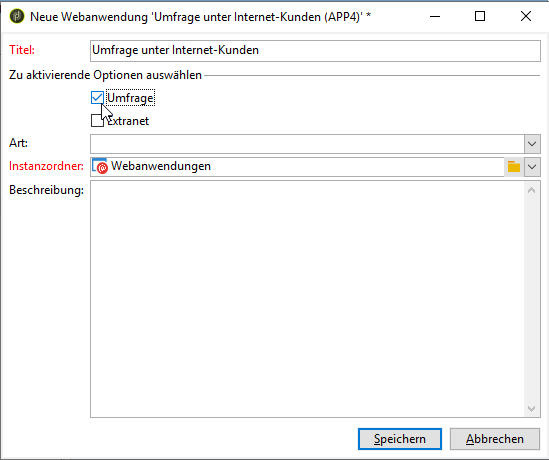 Neue Webanwendung 'Umfrage unter Internet-Kunden (APP4)' *
Titel: Umfrage unter Internet-Kunden
Zu aktivierende Optionen auswählen
Umfrage
Extranet
Art:
Instanzordner: Webanwendungen
Beschreibung:
Speichern Abbrechen